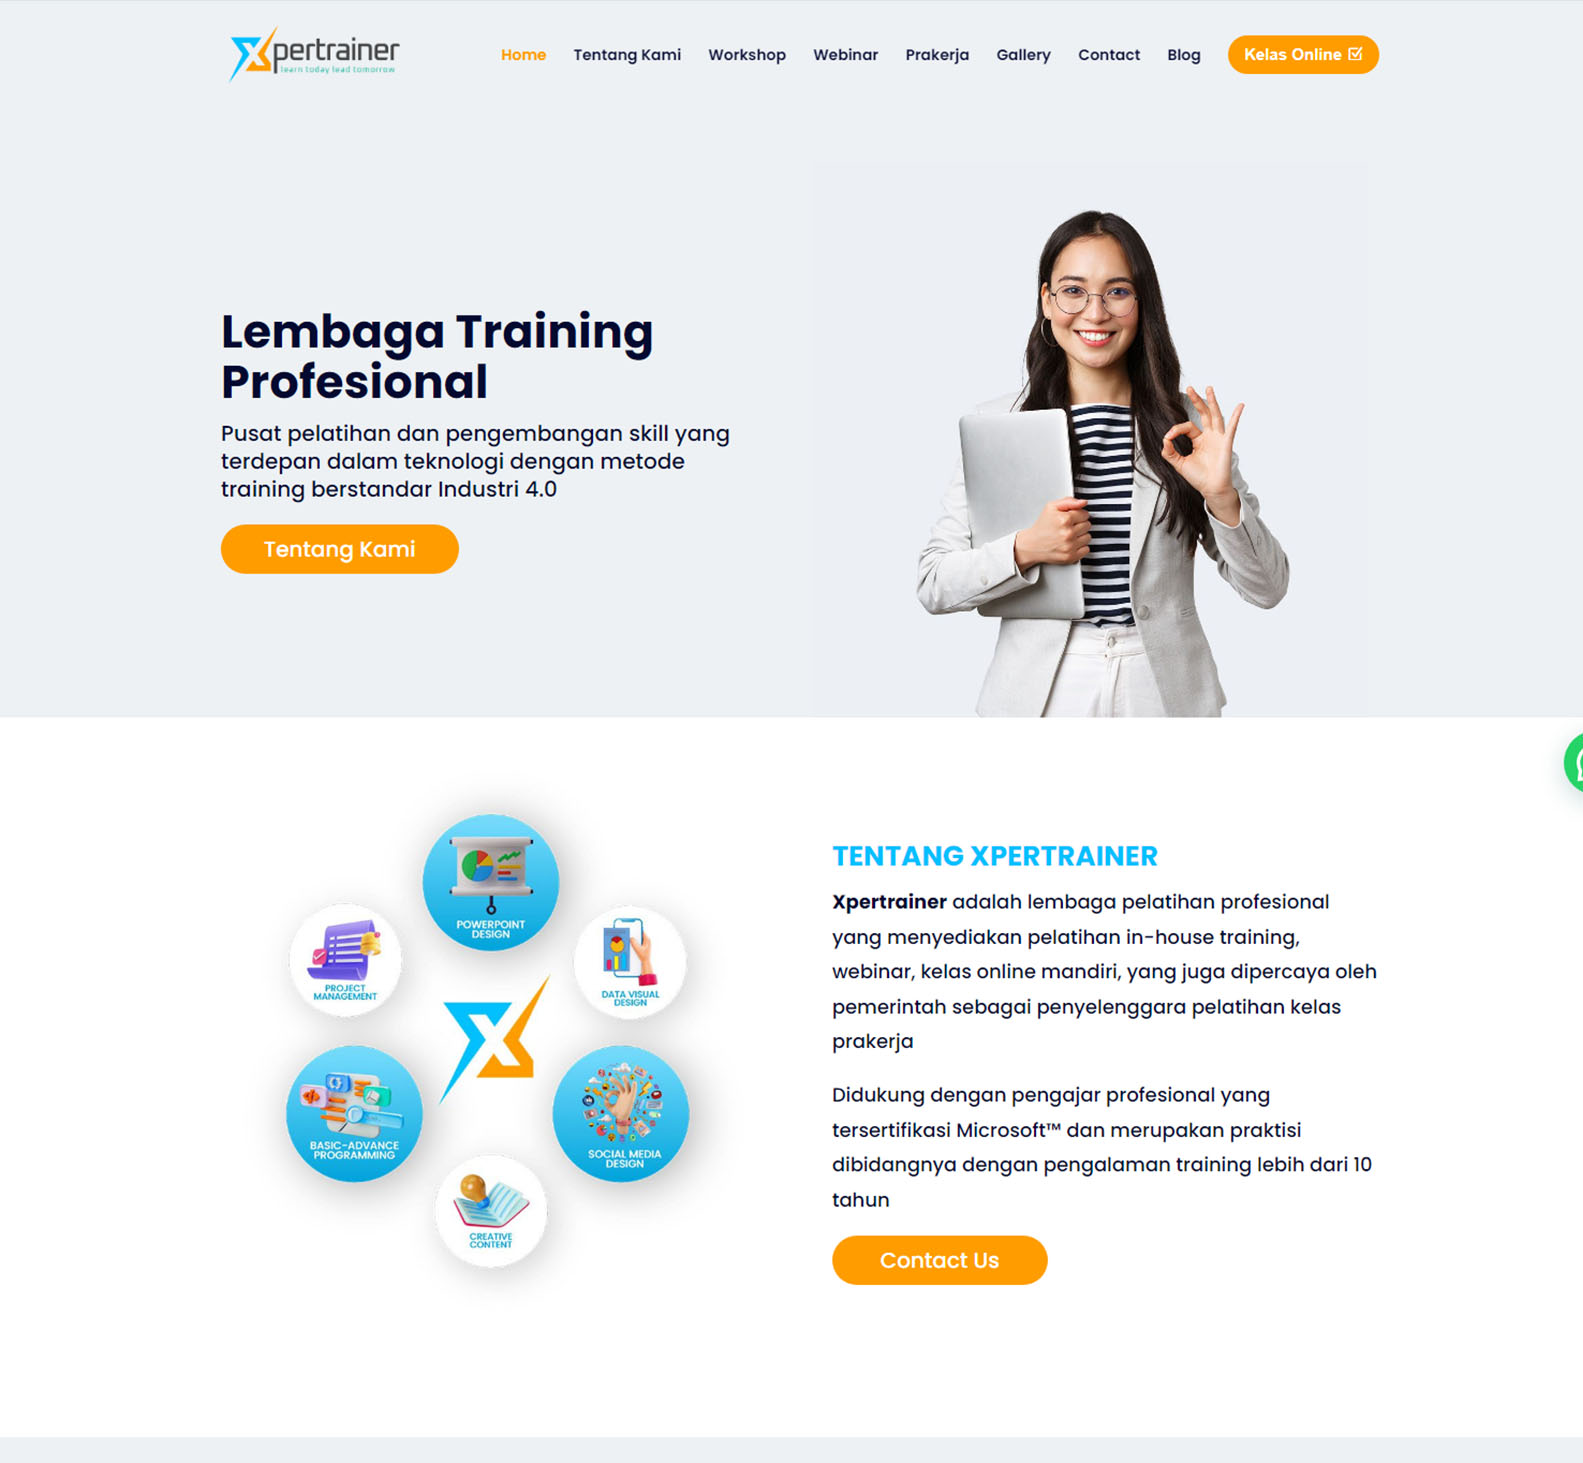 Xpertrainer
learn today lead tomorrow
Home
Tentang Kami
Workshop
Webinar
Prakerja
Gallery
Contact
Blog
Kelas Online
Lembaga Training
Profesional
Pusat pelatihan dan pengembangan skill yang
terdepan dalam teknologi dengan metode
training berstandar Industri 4.0
Tentang Kami
POWERPOINT
DESIGN
PROJECT
MANAGEMENT
DATA VISUAL
DESIGN
X
BASIC-ADVANCE
PROGRAMMING
SOCIAL MEDIA
DESIGN
CREATIVE
CONTENT
TENTANG XPERTRAINER
Xpertrainer adalah lembaga pelatihan profesional
yang menyediakan pelatihan in-house training,
webinar, kelas online mandiri, yang juga dipercaya oleh
pemerintah sebagai penyelenggara pelatihan kelas
prakerja
Didukung dengan pengajar profesional yang
tersertifikasi Microsoft™ dan merupakan praktisi
dibidangnya dengan pengalaman training lebih dari 10
tahun
Contact Us